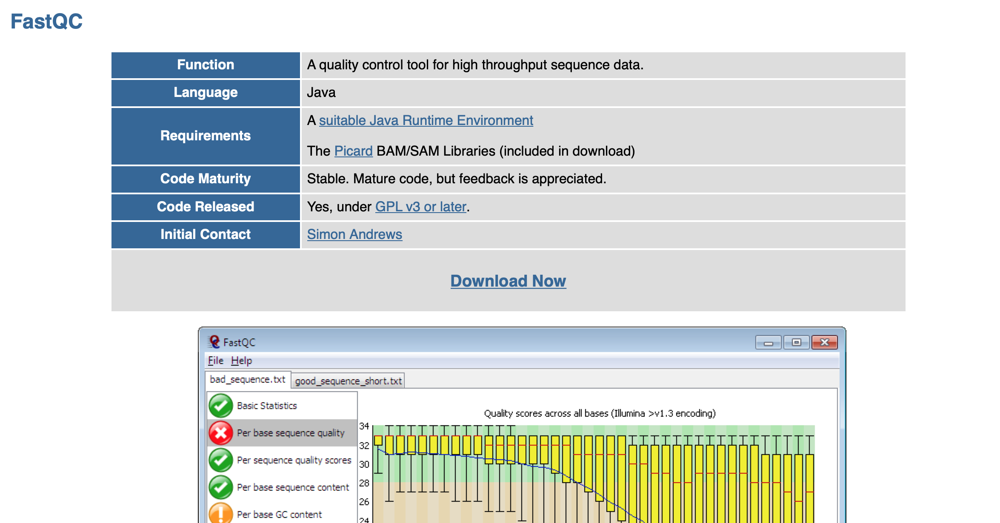 FastQC
Function
A quality control tool for high throughput sequence data.
Language
Java
Requirements
A suitable Java Runtime Environment
The Picard BAM/SAM Libraries (included in download)
Code Maturity
Stable. Mature code, but feedback is appreciated.
Code Released
Yes, under GPL v3 or later.
Initial Contact
Simon Andrews
Download Now
FastQC
File Help
bad_sequence.txt good_sequence_short.txt
Basic Statistics
Per base sequence quality
Per sequence quality scores
Per base sequence content
Per base GC content
Quality scores across all bases (Illumina >v1.3 encoding)
34
32
30
28
26
24